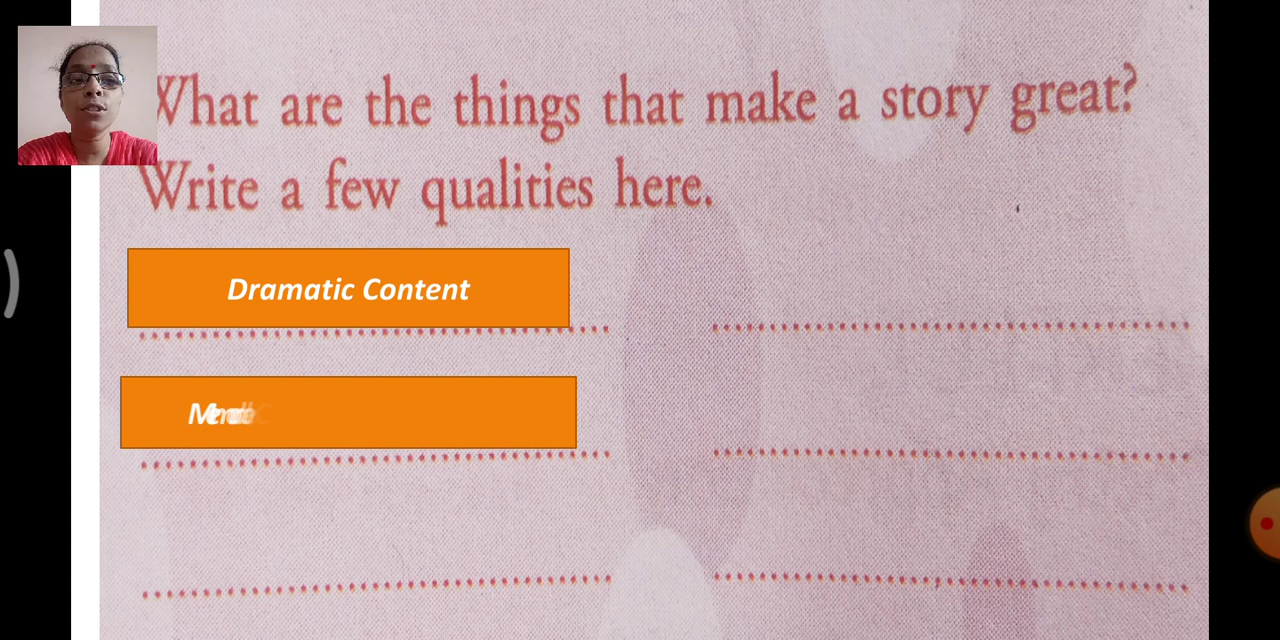 What are the things that make a story great?
Write a few qualities here.
Dramatic Content